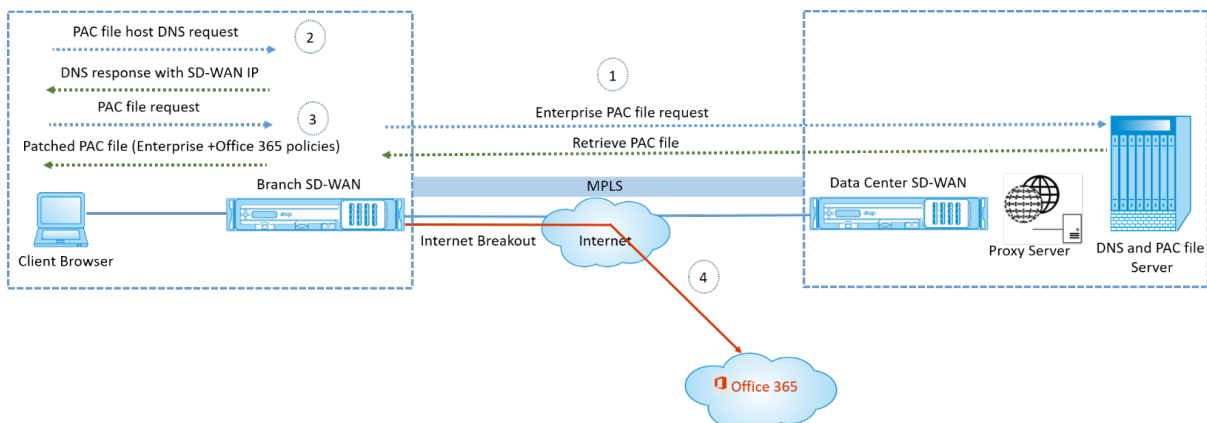 PAC file host DNS request
2
DNS response with SD-WAN IP
1
PAC file request
3
Enterprise PAC file request
Patched PAC file (Enterprise +Office 365 policies)
Retrieve PAC file
Branch SD-WAN
MPLS
Data Center SD-WAN
Internet Breakout
Internet
Client Browser
Proxy Server
DNS and PAC file
Server
4
Office 365